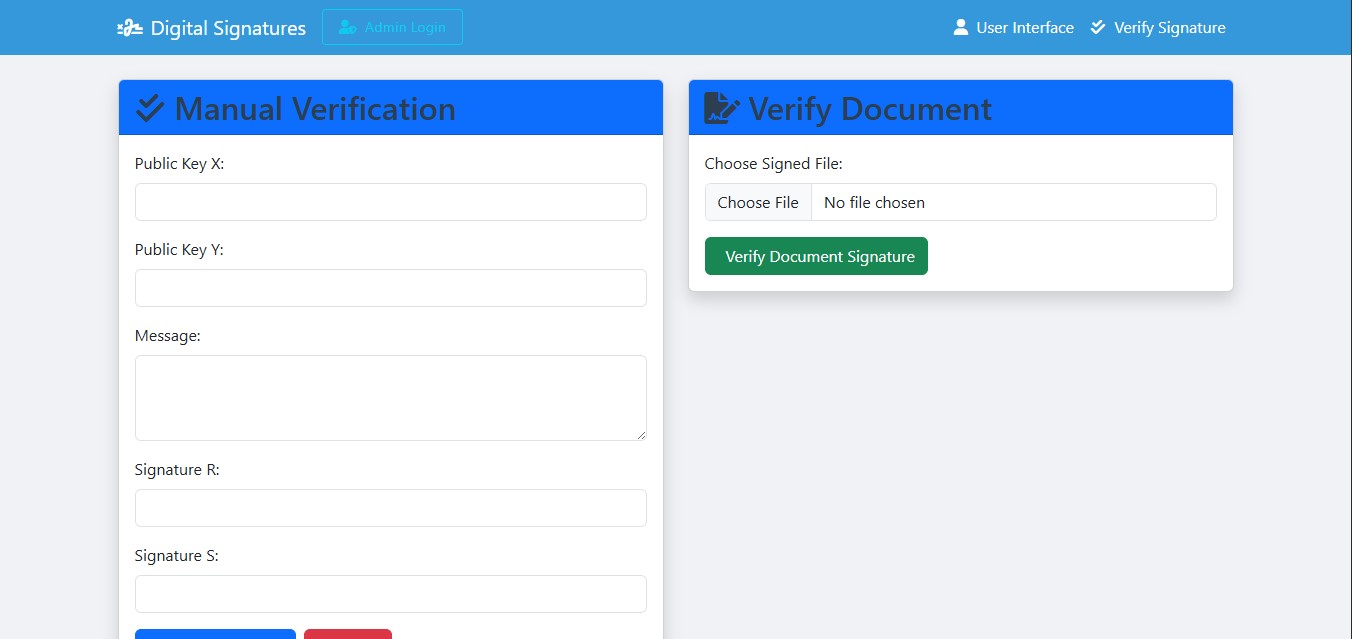 Digital Signatures
Admin Login
User Interface
Verify Signature
Manual Verification
Public Key X:
Public Key Y:
Message:
Signature R:
Signature S:
Verify Document
Choose Signed File:
Choose File No file chosen
Verify Document Signature